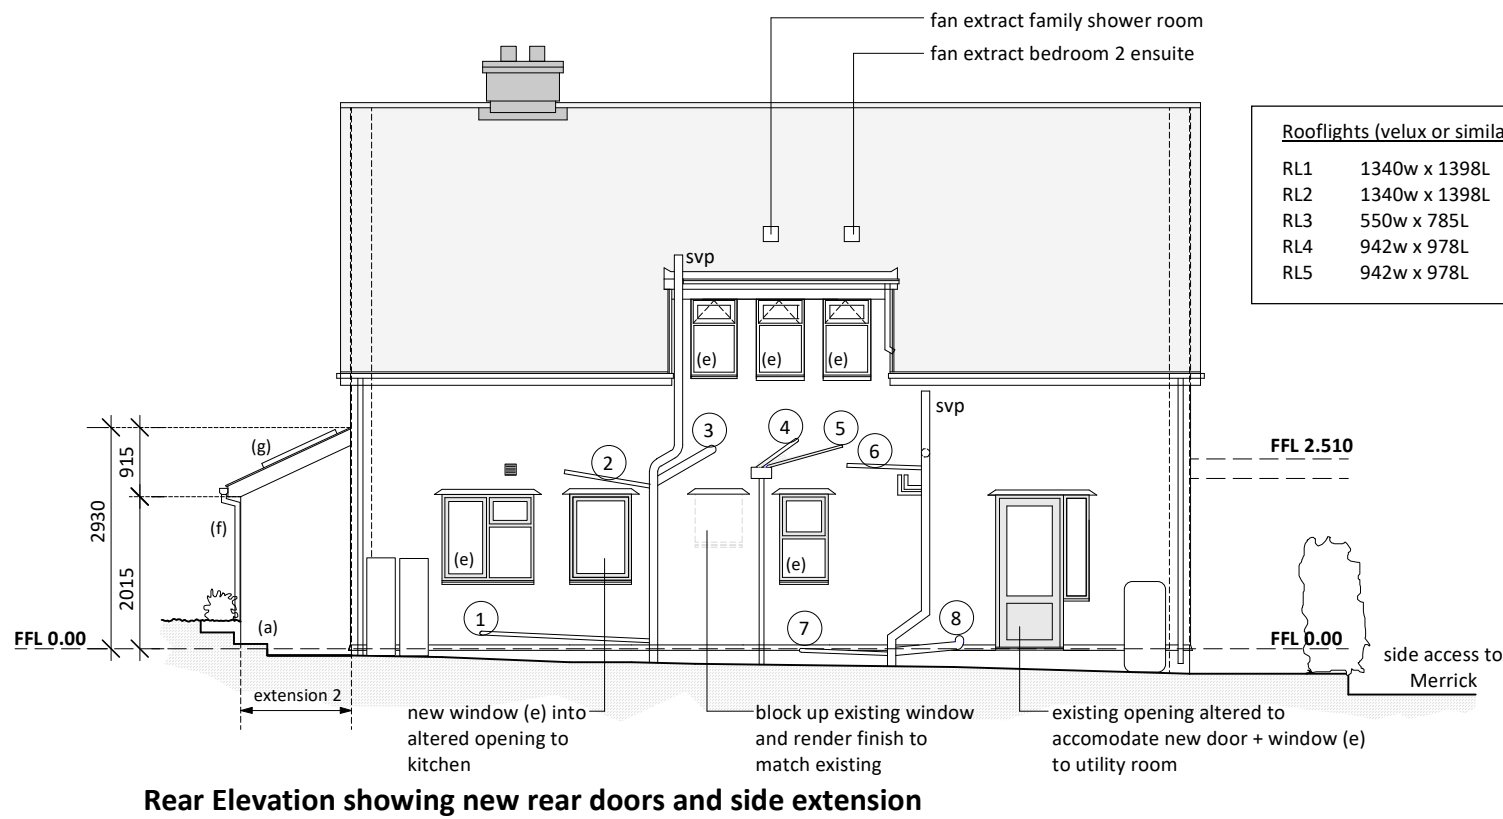 fan extract family shower room
fan extract bedroom 2 ensuite
Rooflights (velux or simila
RL1 1340w x 1398L
RL2 1340w x 1398L
RL3 550w x 785L
RL4 942w x 978L
RL5 942w x 978L
svp
(e) (e) (e)
svp
(g)
915
2930
(f)
2015
(a)
FFL 0.00
extension 2
2
3
4
5
6
(e)
(e)
1
7
8
FFL 2.510
FFL 0.00
side access to
Merrick
new window (e) into
altered opening to
kitchen
block up existing window
and render finish to
match existing
existing opening altered to
accomodate new door + window (e)
to utility room
Rear Elevation showing new rear doors and side extension